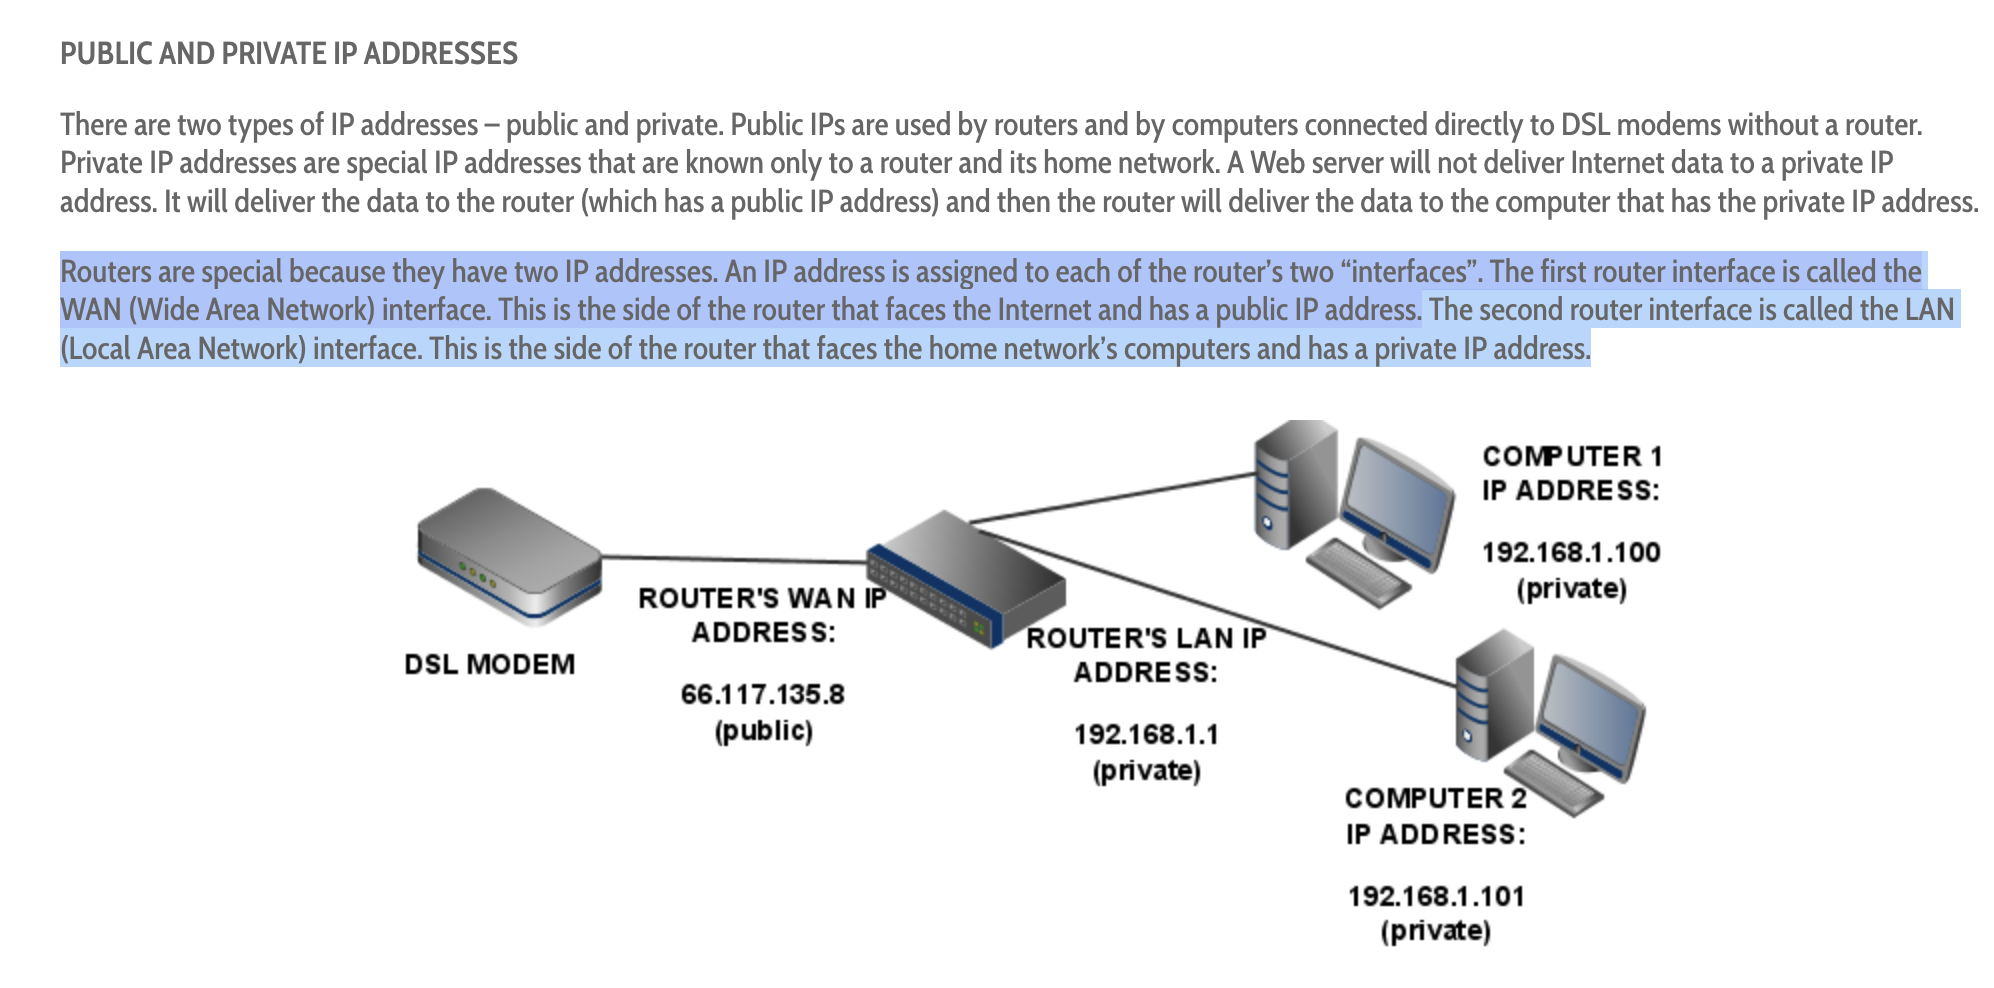 PUBLIC AND PRIVATE IP ADDRESSES
There are two types of IP addresses – public and private. Public IPs are used by routers and by computers connected directly to DSL modems without a router.
Private IP addresses are special IP addresses that are known only to a router and its home network. A Web server will not deliver Internet data to a private IP
address. It will deliver the data to the router (which has a public IP address) and then the router will deliver the data to the computer that has the private IP address.
Routers are special because they have two IP addresses. An IP address is assigned to each of the router’s two “interfaces”. The first router interface is called the
WAN (Wide Area Network) interface. This is the side of the router that faces the Internet and has a public IP address. The second router interface is called the LAN
(Local Area Network) interface. This is the side of the router that faces the home network’s computers and has a private IP address.
DSL MODEM
ROUTER'S WAN IP
ADDRESS:
66.117.135.8
(public)
ROUTER'S LAN IP
ADDRESS:
192.168.1.1
(private)
COMPUTER 1
IP ADDRESS:
192.168.1.100
(private)
COMPUTER 2
IP ADDRESS:
192.168.1.101
(private)